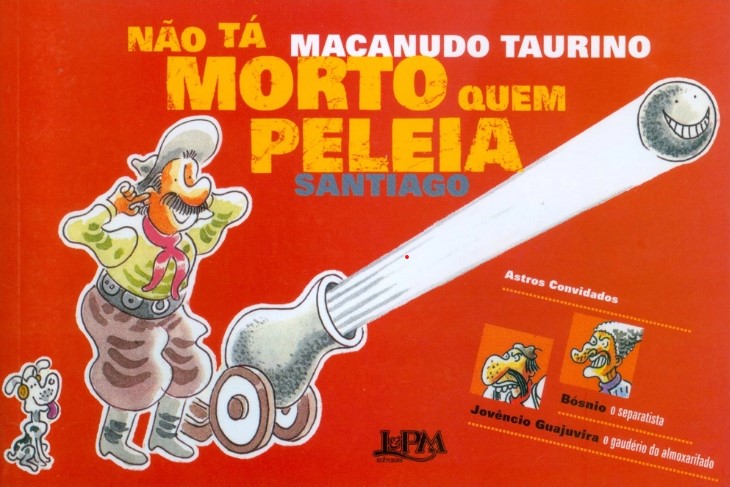 NÃO TÁ MACANUDO TAURINO
MORTO QUEM
PELEIA
SANTIAGO
Astros Convidados
Bósnio o separatista
Jovêncio Guajuvira o gaudério do almoxarifado
L&PM
EDITORES